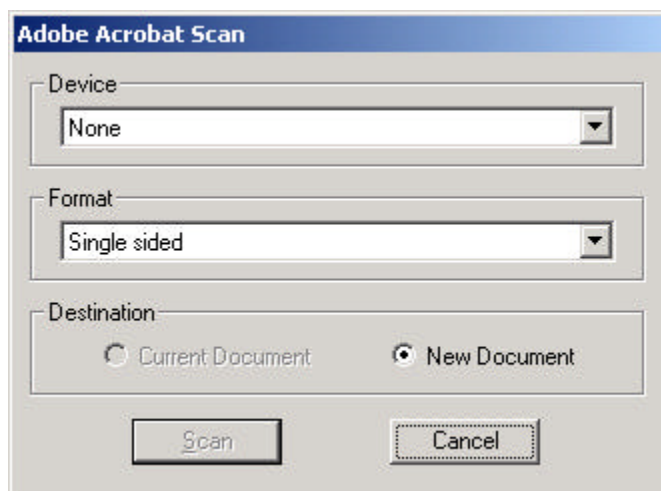 Adobe Acrobat Scan
Device
None
Format
Single sided
Destination
Current Document New Document
Scan Cancel